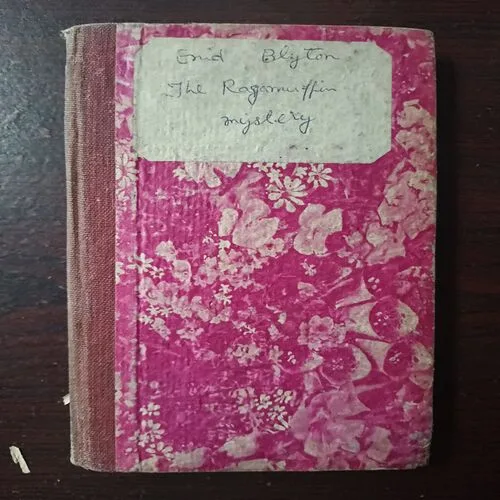 Enid Blyton
The Ragamuffin
mystery